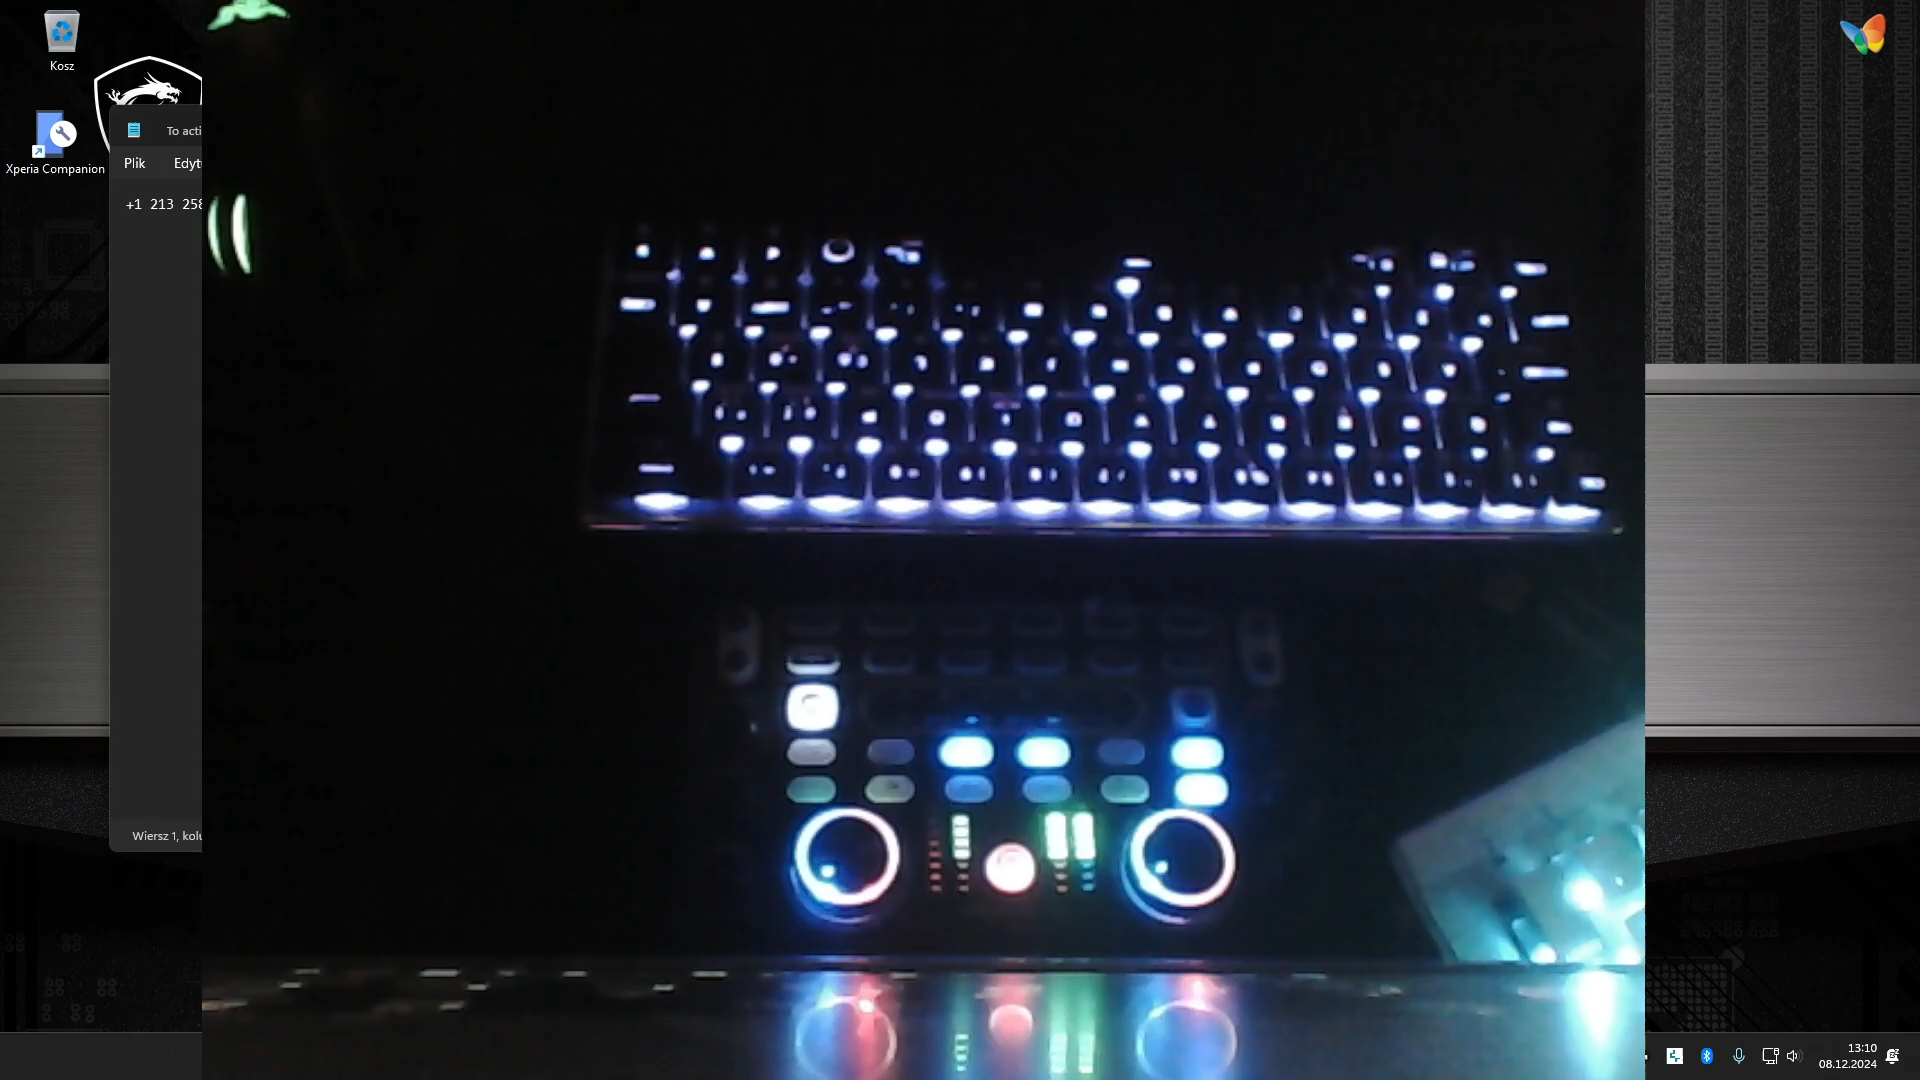 Kosz
Xperia Companion
To acti
Plik Edyt
+1 213 258
Wiersz 1, kolu
13:10
08.12.2024